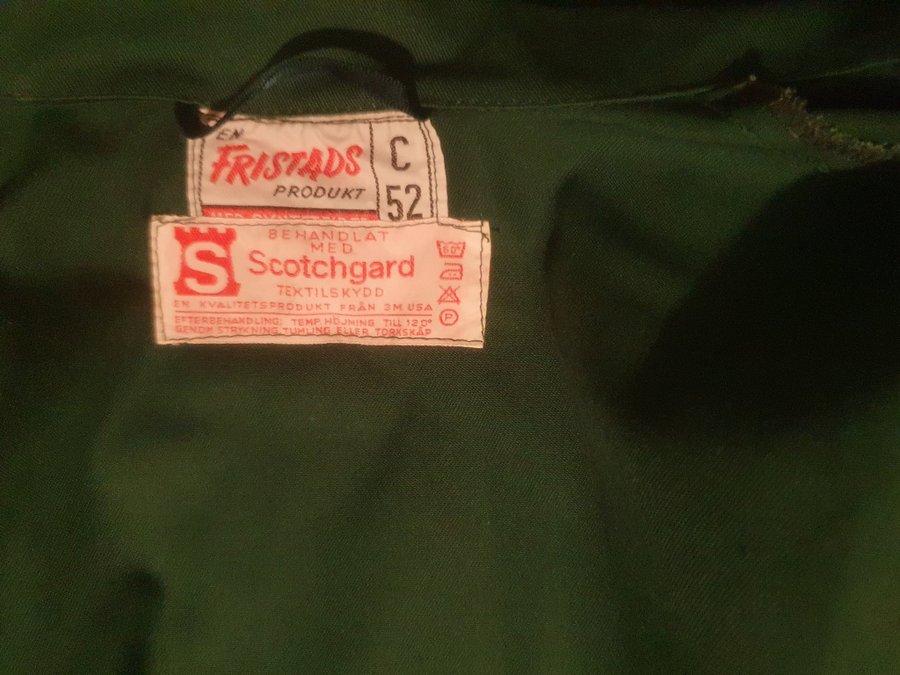 EN
FRISTADS
PRODUKT
C
52
S
BEHANDLAT
MED
Scotchgard
TEXTILSKYDD
EN KVALITETSPRODUKT FRÅN 3M USA
EFTERBEHANDLING. TEMP. HÖJNING TILL 120°
GENOM STRYKNING, TUMLING ELLER TORKSKÅP
60°
P